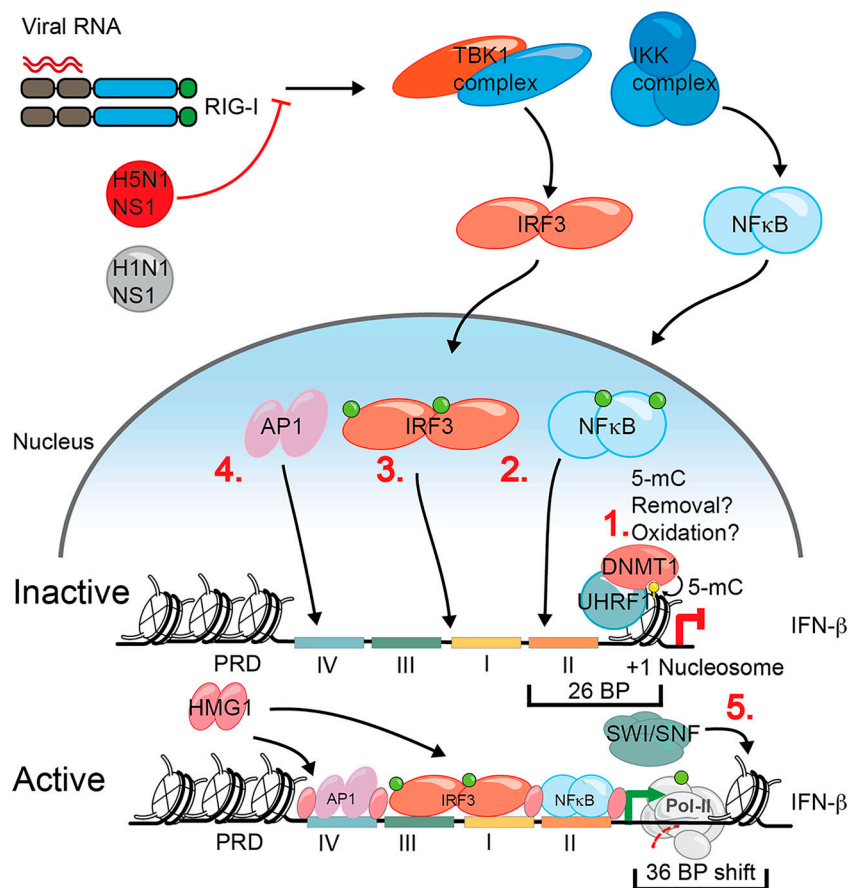 Viral RNA
RIG-I
TBK1
complex
IKK
complex
H5N1
NS1
H1N1
NS1
IRF3
NFκB
Nucleus
AP1
IRF3
NFκB
4.
3.
2.
5-mC
Removal?
1. Oxidation?
DNMT1
UHRF1
5-mC
Inactive
IFN-β
PRD
IV
III
I
II
+1 Nucleosome
26 BP
HMG1
SWI/SNF
5.
Active
AP1
IRF3
NFκB
Pol-II
IFN-β
PRD
IV
III
I
II
36 BP shift